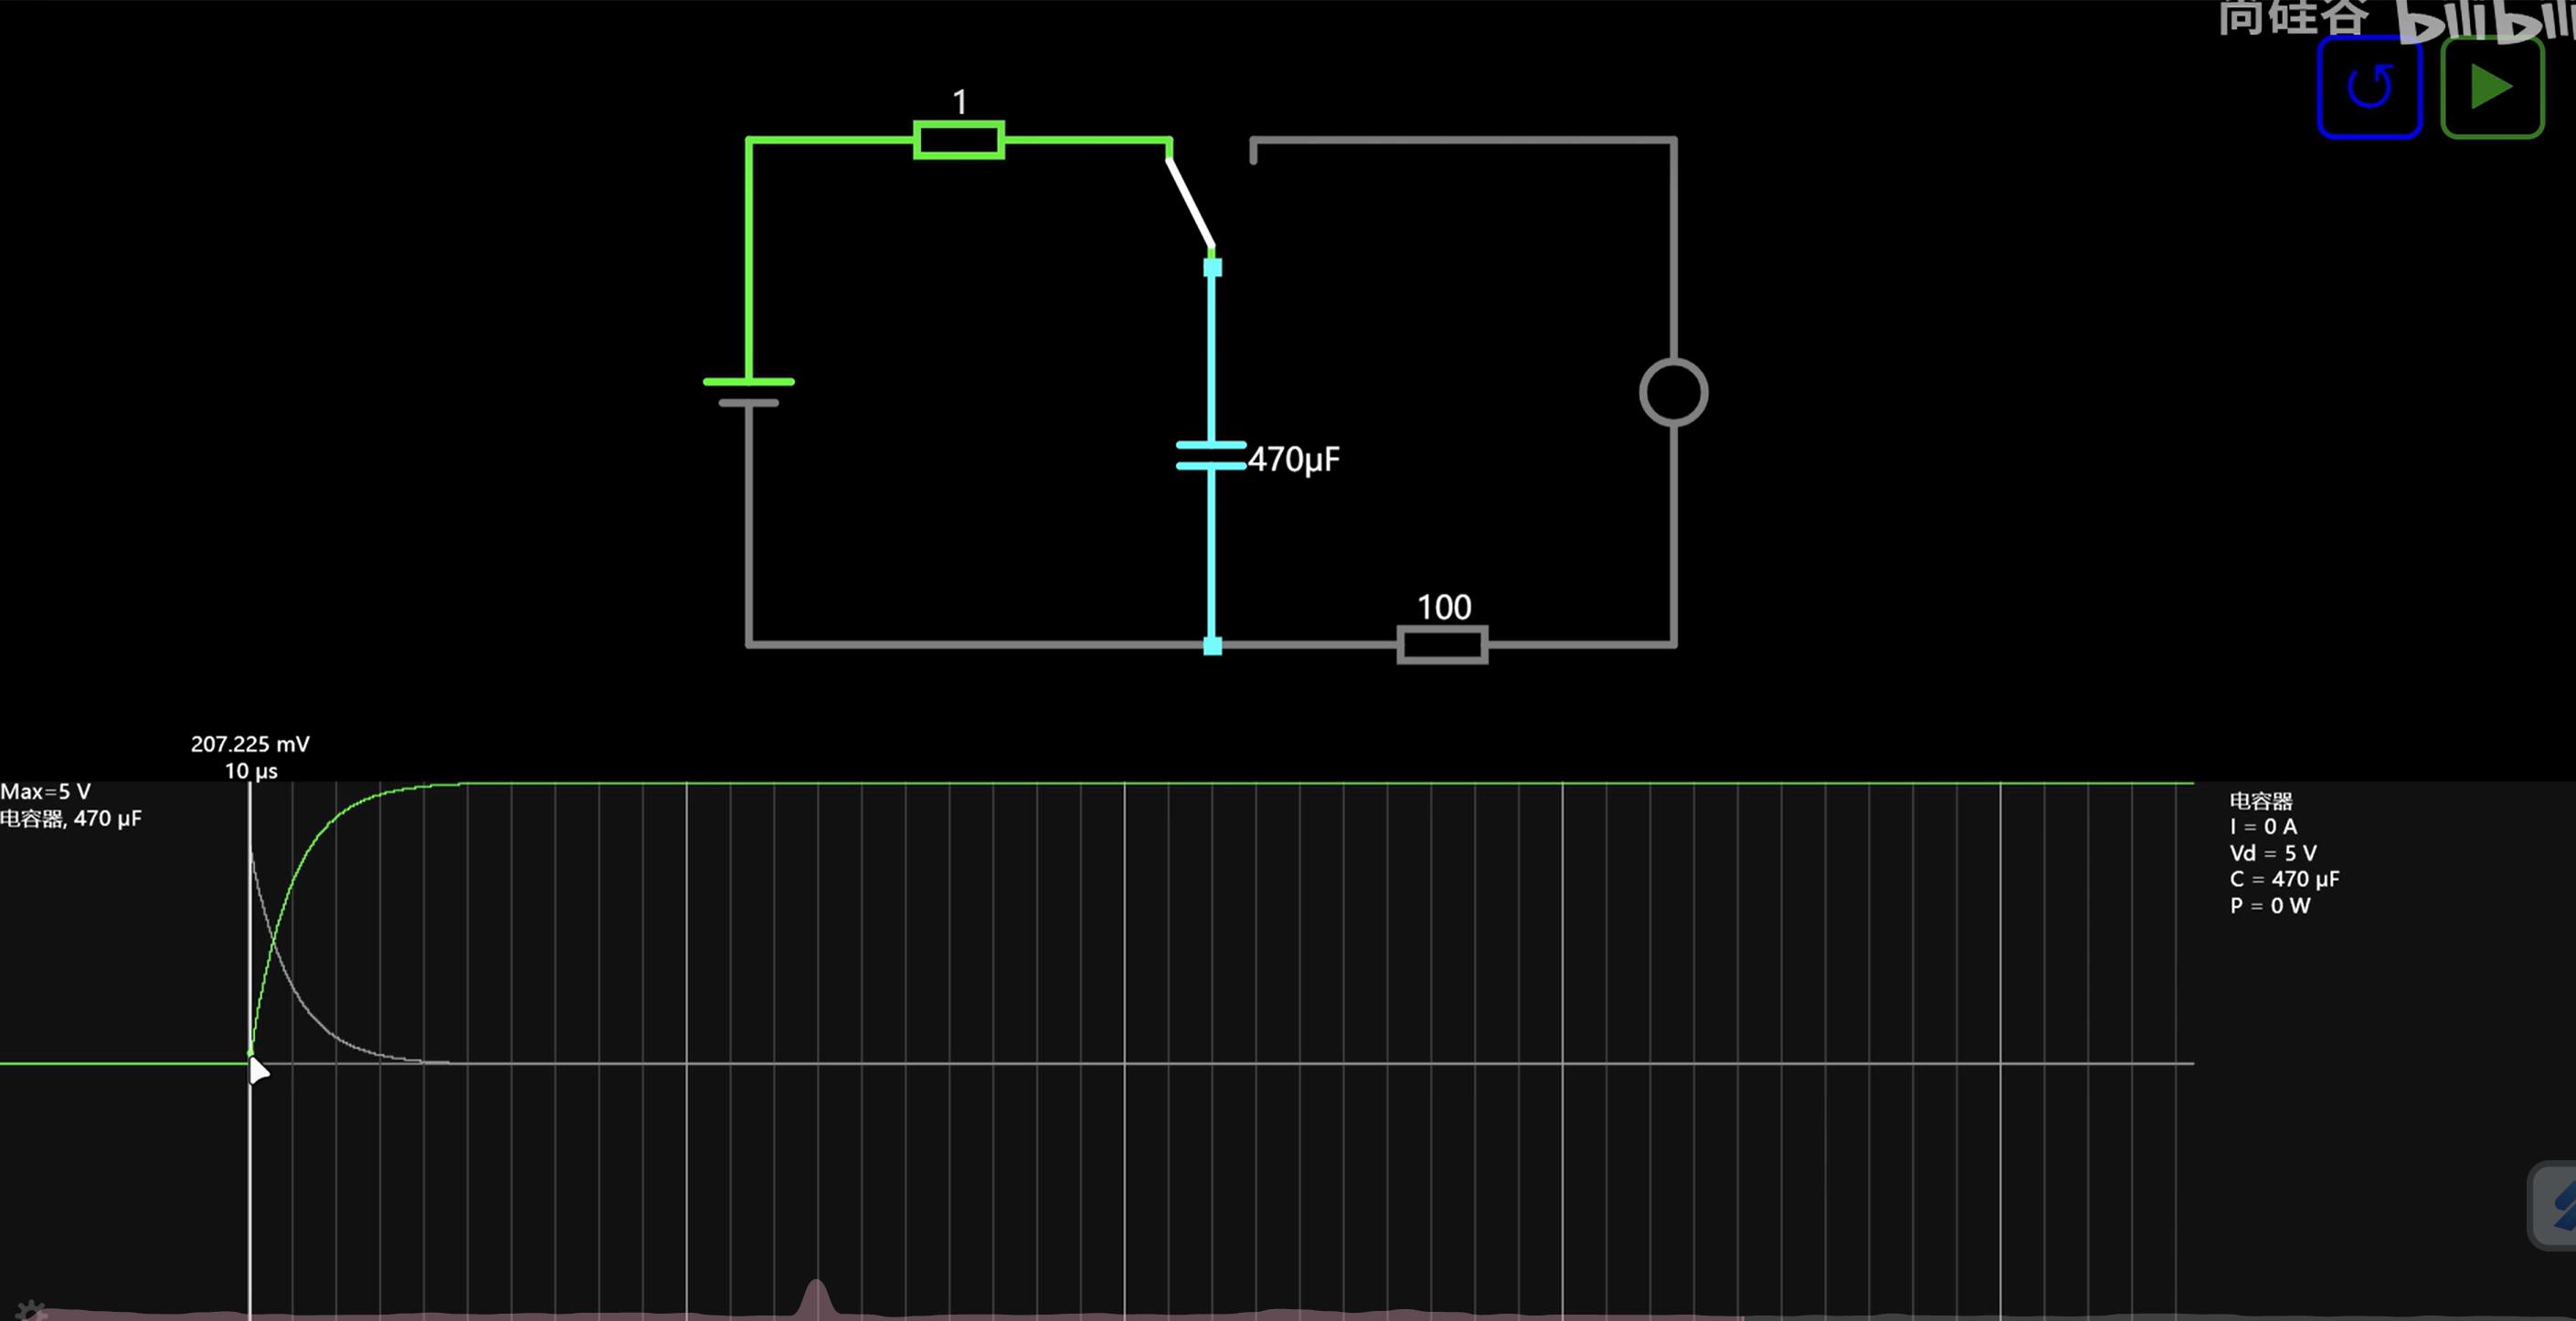 尚硅谷 bilibili
1
470µF
100
207.225 mV
10 µs
Max=5 V
电容器, 470 µF
电容器
I = 0 A
Vd = 5 V
C = 470 µF
P = 0 W